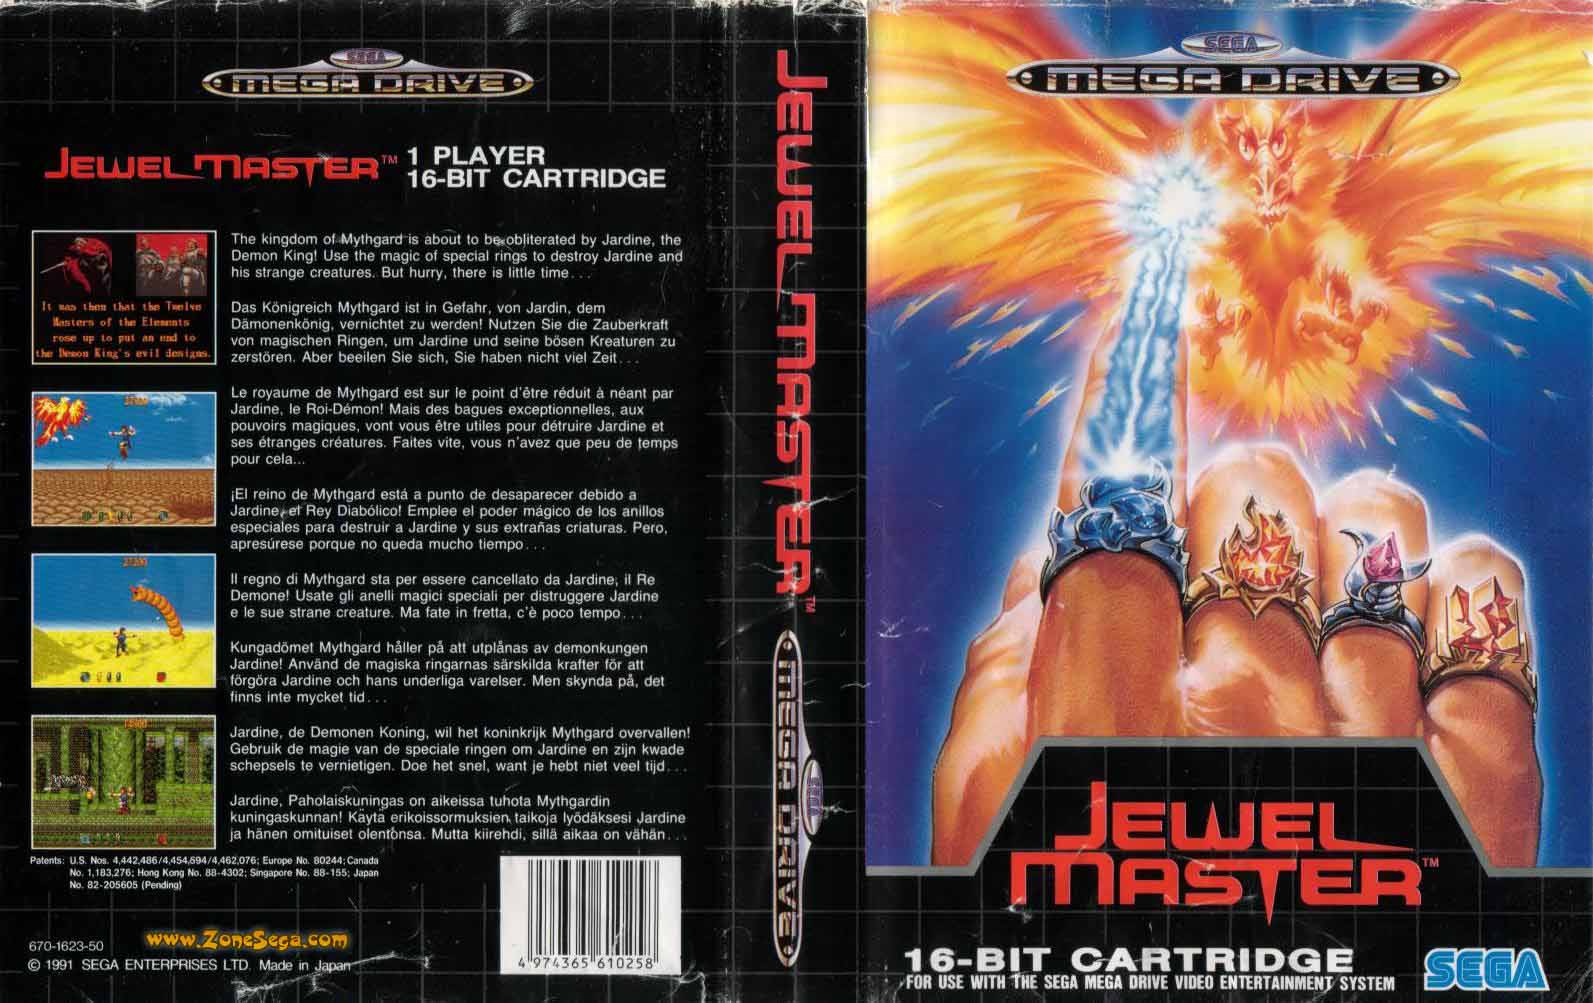 SEGA
MEGA DRIVE
JEWEL MASTER™
1 PLAYER
16-BIT CARTRIDGE
It was then that the Twelve
Masters of the Elements
rose up to put an end to
the Demon King's evil designs.
27200
The kingdom of Mythgard is about to be obliterated by Jardine, the
Demon King! Use the magic of special rings to destroy Jardine and
his strange creatures. But hurry, there is little time...
Das Königreich Mythgard ist in Gefahr, von Jardin, dem
Dämonenkönig, vernichtet zu werden! Nutzen Sie die Zauberkraft
von magischen Ringen, um Jardine und seine bösen Kreaturen zu
zerstören. Aber beeilen Sie sich, Sie haben nicht viel Zeit...
Le royaume de Mythgard est sur le point d'être réduit à néant par
Jardine, le Roi-Démon! Mais des bagues exceptionnelles, aux
pouvoirs magiques, vont vous être utiles pour détruire Jardine et
ses étranges créatures. Faites vite, vous n'avez que peu de temps
pour cela...
¡El reino de Mythgard está a punto de desaparecer debido a
Jardine, el Rey Diabólico! Emplee el poder mágico de los anillos
especiales para destruir a Jardine y sus extrañas criaturas. Pero,
apresúrese porque no queda mucho tiempo...
Il regno di Mythgard sta per essere cancellato da Jardine, il Re
Demone! Usate gli anelli magici speciali per distruggere Jardine
e le sue strane creature. Ma fate in fretta, c'è poco tempo...
Kungadömet Mythgard håller på att utplånas av demonkungen
Jardine! Använd de magiska ringarnas särskilda krafter för att
förgöra Jardine och hans underliga varelser. Men skynda på, det
finns inte mycket tid...
Jardine, de Demonen Koning, wil het koninkrijk Mythgard overvallen!
Gebruik de magie van de speciale ringen om Jardine en zijn kwade
schepsels te vernietigen. Doe het snel, want je hebt niet veel tijd...
Jardine, Paholaiskuningas on aikeissa tuhota Mythgardin
kuningaskunnan! Käytä erikoissormuksien taikoja lyödäksesi Jardine
ja hänen omituiset olentonsa. Mutta kiirehdi, sillä aikaa on vähän...
Patents: U.S. Nos. 4,442,486/4,454,594/4,462,076; Europe No. 80244; Canada
No. 1,183,276; Hong Kong No. 88-4302; Singapore No. 88-155; Japan
No. 82-205605 (Pending)
www.ZoneSega.com
670-1623-50
© 1991 SEGA ENTERPRISES LTD. Made in Japan
4 974365 610258
JEWEL MASTER™
SEGA
MEGA DRIVE
SEGA
MEGA DRIVE
JEWEL
MASTER™
16-BIT CARTRIDGE
FOR USE WITH THE SEGA MEGA DRIVE VIDEO ENTERTAINMENT SYSTEM
SEGA